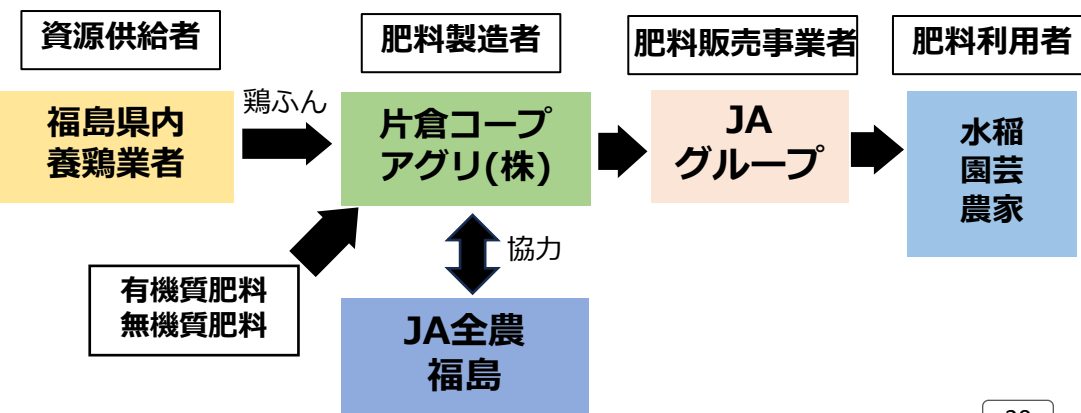 資源供給者
肥料製造者
肥料販売事業者
肥料利用者
福島県内
養鶏業者
鶏ふん
片倉コープ
アグリ(株)
JA
グループ
水稲
園芸
農家
有機質肥料
無機質肥料
協力
JA全農
福島